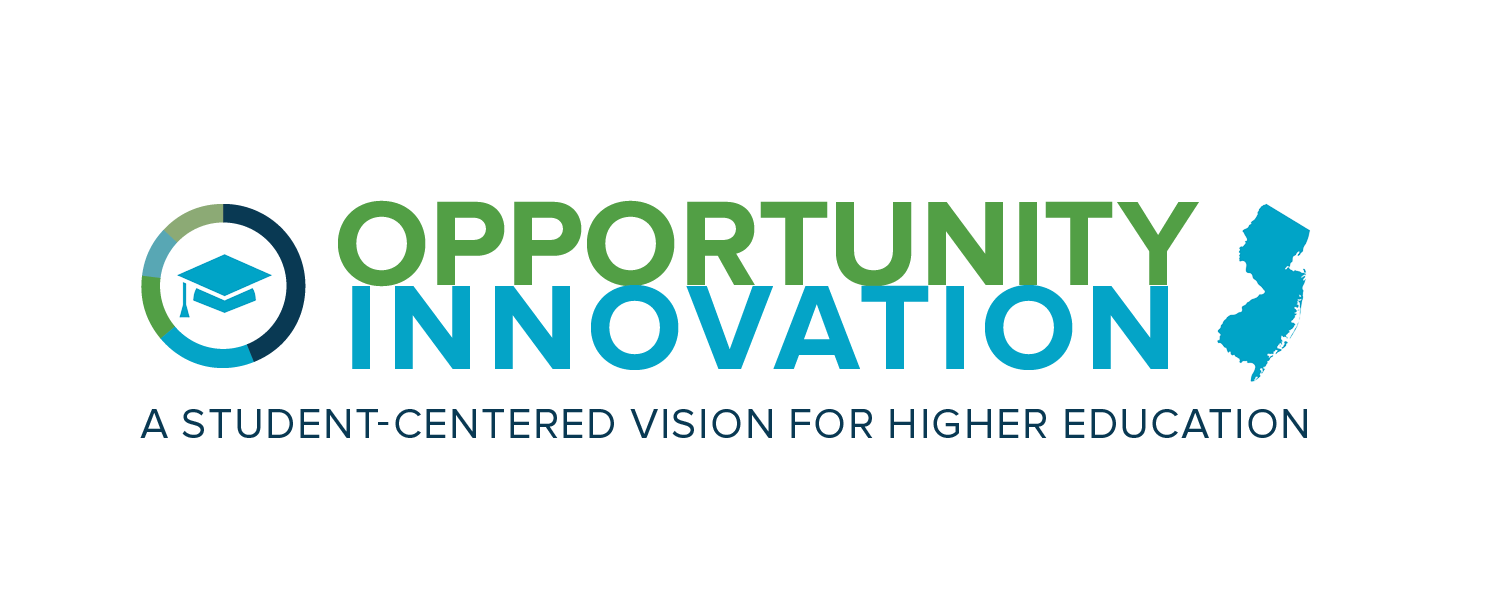 OPPORTUNITY
INNOVATION
A STUDENT-CENTERED VISION FOR HIGHER EDUCATION